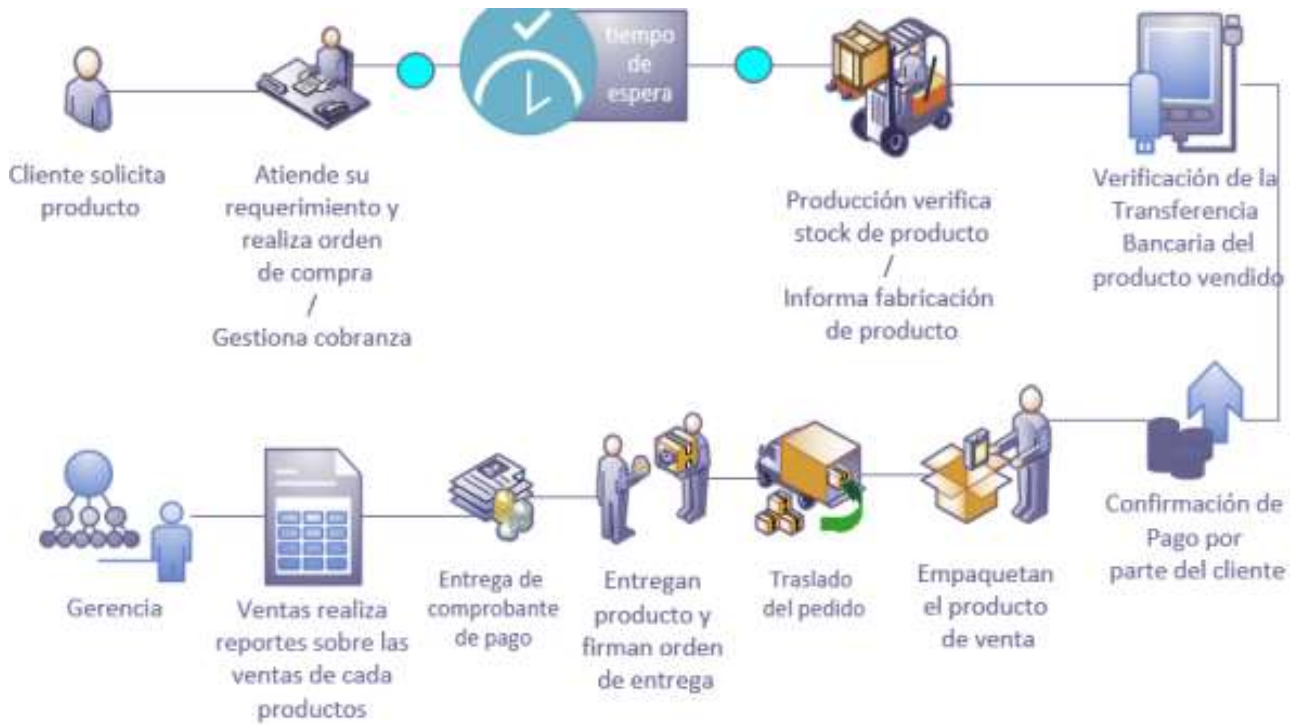 Cliente solicita
producto
Atiende su
requerimiento y
realiza orden
de compra
/
Gestiona cobranza
tiempo
de
espera
Producción verifica
stock de producto
/
Informa fabricación
de producto
Verificación de la
Transferencia
Bancaria del
producto vendido
Confirmación de
Pago por
parte del cliente
Empaquetan
el producto
de venta
Traslado
del pedido
Entregan
producto y
firman orden
de entrega
Entrega de
comprobante
de pago
Ventas realiza
reportes sobre las
ventas de cada
productos
Gerencia